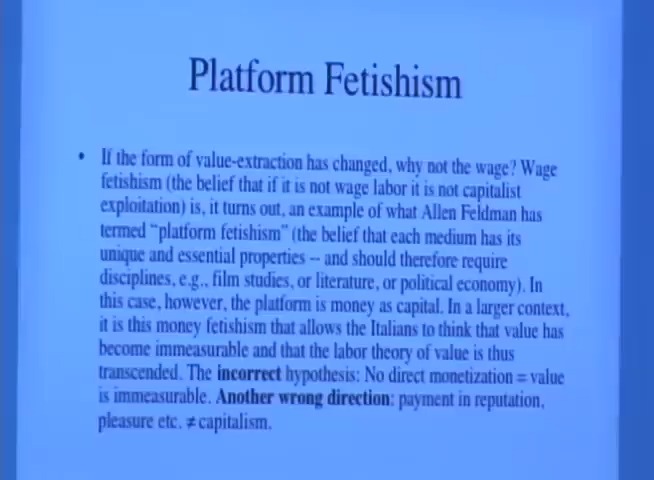 Platform Fetishism
• If the form of value-extraction has changed, why not the wage? Wage
fetishism (the belief that if it is not wage labor it is not capitalist
exploitation) is, it turns out, an example of what Allen Feldman has
termed “platform fetishism” (the belief that each medium has its
unique and essential properties -- and should therefore require
disciplines, e.g., film studies, or literature, or political economy). In
this case, however, the platform is money as capital. In a larger context,
it is this money fetishism that allows the Italians to think that value has
become immeasurable and that the labor theory of value is thus
transcended. The incorrect hypothesis: No direct monetization = value
is immeasurable. Another wrong direction: payment in reputation,
pleasure etc. ≠ capitalism.